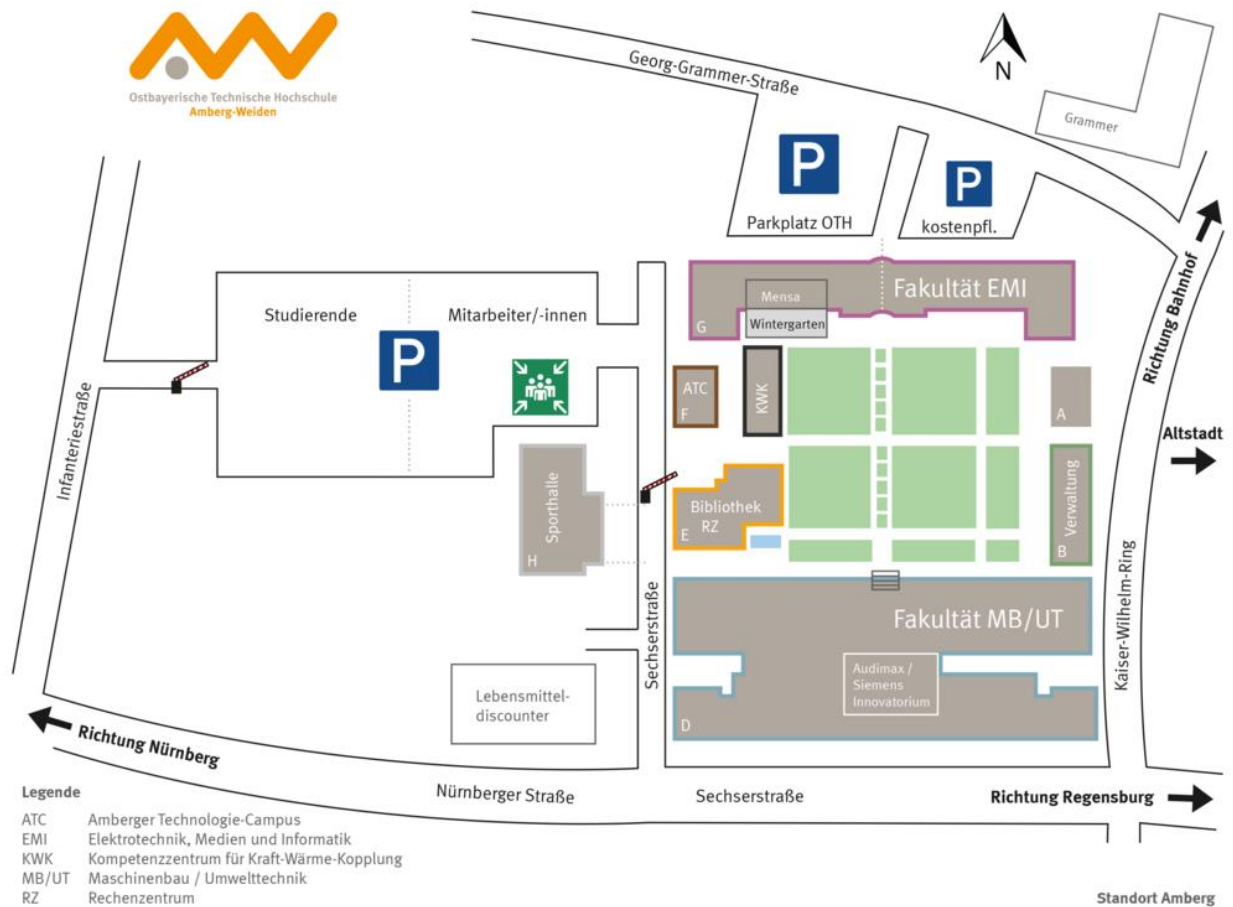 Ostbayerische Technische Hochschule
Amberg-Weiden
Georg-Grammer-Straße
N
Grammer
P
Parkplatz OTH
P
kostenpfl.
Richtung Bahnhof
Studierende
Mitarbeiter/-innen
P
Infanteriestraße
Mensa
Wintergarten
Fakultät EMI
G
ATC
F
KWK
A
Altstadt
Sporthalle
H
Bibliothek
RZ
E
Verwaltung
B
Kaiser-Wilhelm-Ring
Sechserstraße
Fakultät MB/UT
Audimax /
Siemens
Innovatorium
D
Lebensmittel-
discounter
Richtung Nürnberg
Nürnberger Straße
Sechserstraße
Richtung Regensburg
Legende
ATC Amberger Technologie-Campus
EMI Elektrotechnik, Medien und Informatik
KWK Kompetenzzentrum für Kraft-Wärme-Kopplung
MB/UT Maschinenbau / Umwelttechnik
RZ Rechenzentrum
Standort Amberg